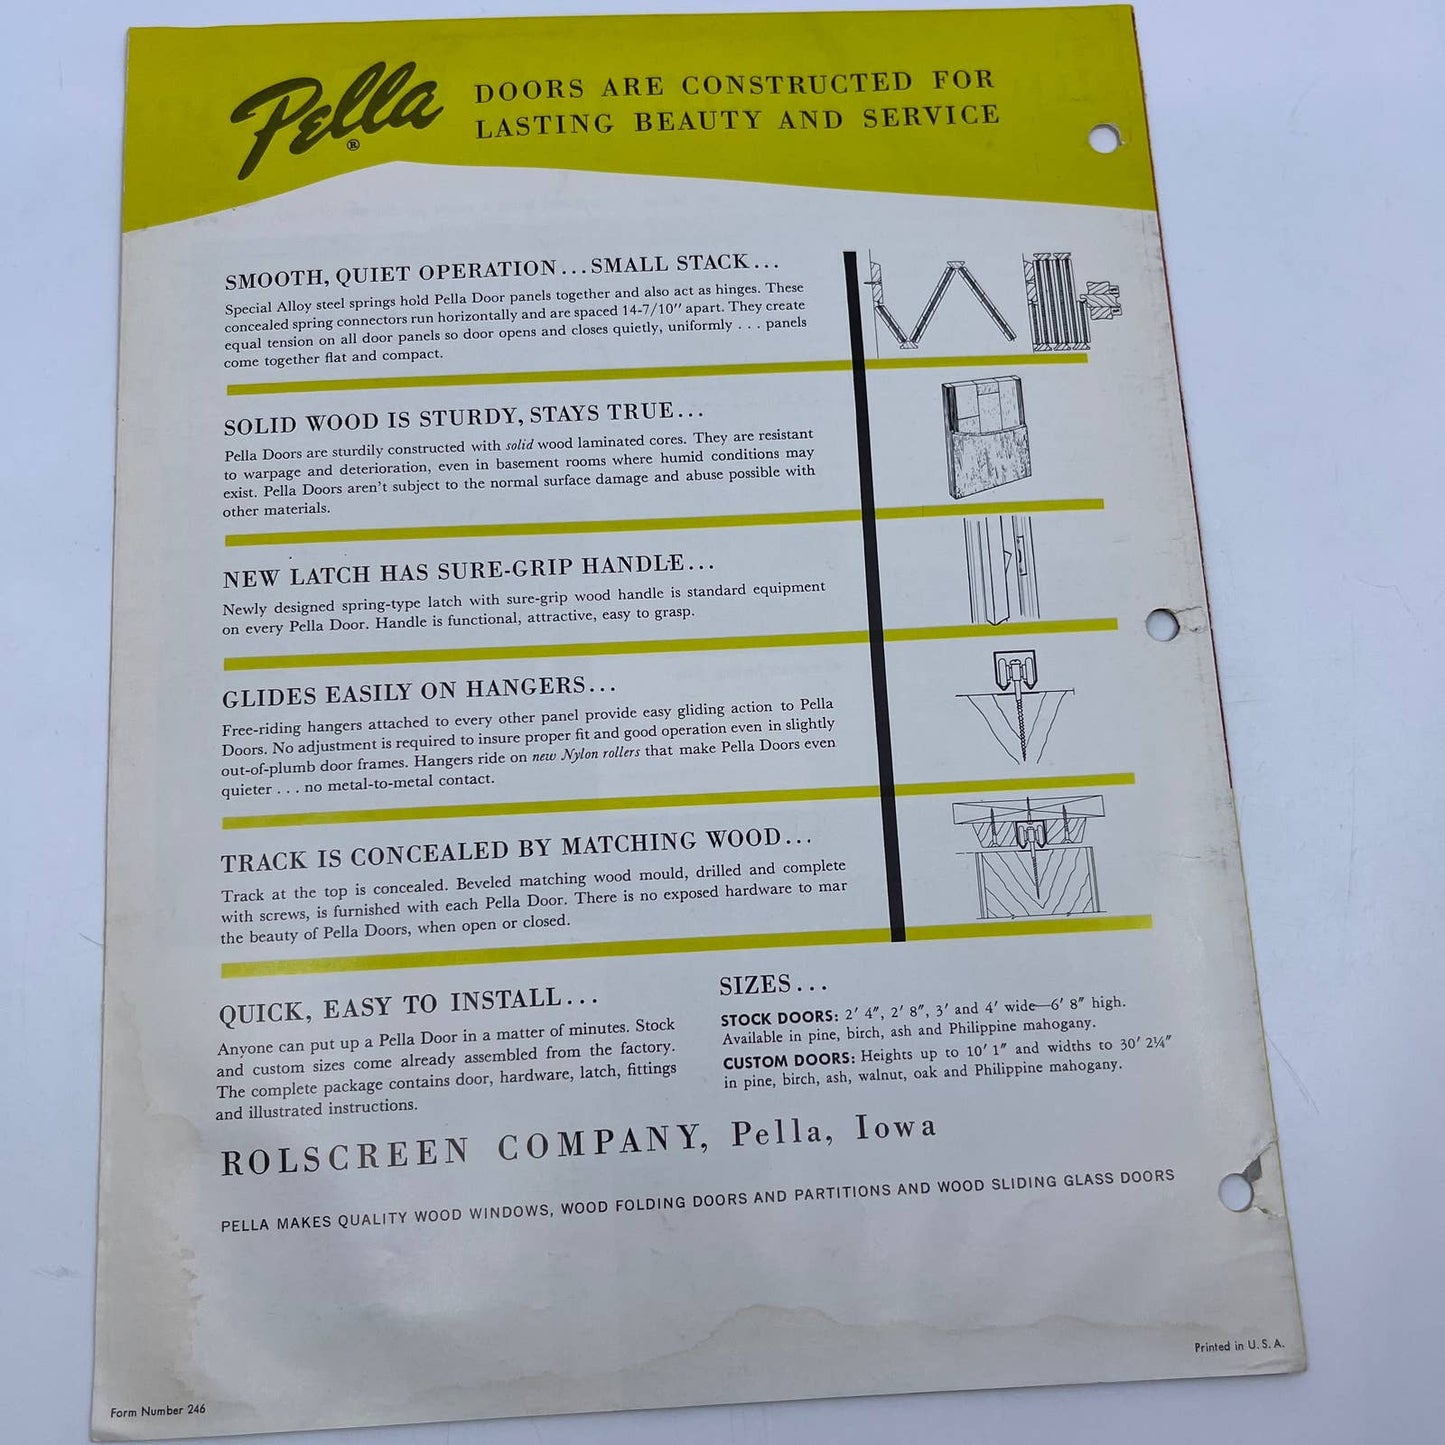 Pella®
DOORS ARE CONSTRUCTED FOR
LASTING BEAUTY AND SERVICE
SMOOTH, QUIET OPERATION...SMALL STACK...
Special Alloy steel springs hold Pella Door panels together and also act as hinges. These
concealed spring connectors run horizontally and are spaced 14-7/10" apart. They create
equal tension on all door panels so door opens and closes quietly, uniformly . . . panels
come together flat and compact.
SOLID WOOD IS STURDY, STAYS TRUE...
Pella Doors are sturdily constructed with solid wood laminated cores. They are resistant
to warpage and deterioration, even in basement rooms where humid conditions may
exist. Pella Doors aren't subject to the normal surface damage and abuse possible with
other materials.
NEW LATCH HAS SURE-GRIP HANDLE...
Newly designed spring-type latch with sure-grip wood handle is standard equipment
on every Pella Door. Handle is functional, attractive, easy to grasp.
GLIDES EASILY ON HANGERS...
Free-riding hangers attached to every other panel provide easy gliding action to Pella
Doors. No adjustment is required to insure proper fit and good operation even in slightly
out-of-plumb door frames. Hangers ride on new Nylon rollers that make Pella Doors even
quieter . . . no metal-to-metal contact.
TRACK IS CONCEALED BY MATCHING WOOD...
Track at the top is concealed. Beveled matching wood mould, drilled and complete
with screws, is furnished with each Pella Door. There is no exposed hardware to mar
the beauty of Pella Doors, when open or closed.
QUICK, EASY TO INSTALL...
Anyone can put up a Pella Door in a matter of minutes. Stock
and custom sizes come already assembled from the factory.
The complete package contains door, hardware, latch, fittings
and illustrated instructions.
SIZES...
STOCK DOORS: 2' 4", 2' 8", 3' and 4' wide—6' 8" high.
Available in pine, birch, ash and Philippine mahogany.
CUSTOM DOORS: Heights up to 10' 1" and widths to 30' 2¼"
in pine, birch, ash, walnut, oak and Philippine mahogany.
ROLSCREEN COMPANY, Pella, Iowa
PELLA MAKES QUALITY WOOD WINDOWS, WOOD FOLDING DOORS AND PARTITIONS AND WOOD SLIDING GLASS DOORS
Printed in U. S. A.
Form Number 246